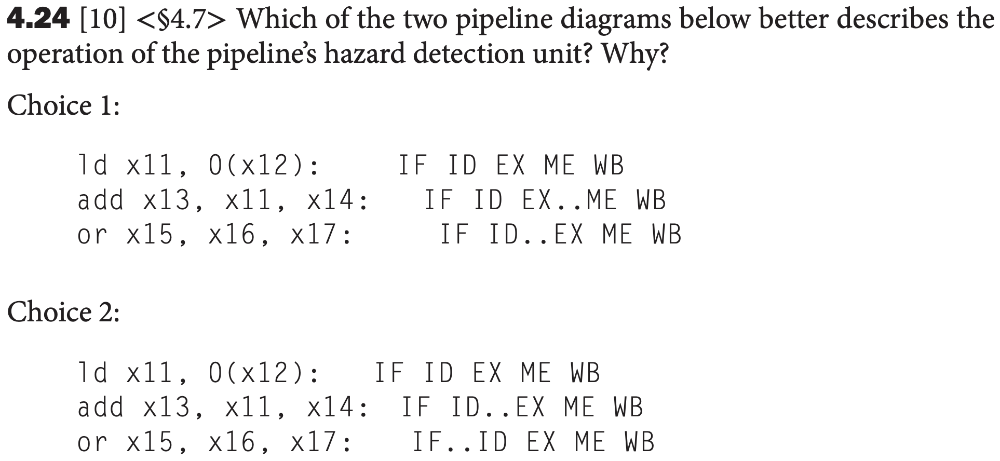 4.24 [10] <§4.7> Which of the two pipeline diagrams below better describes the
operation of the pipeline’s hazard detection unit? Why?
Choice 1:
ld x11, 0(x12): IF ID EX ME WB
add x13, x11, x14: IF ID EX..ME WB
or x15, x16, x17: IF ID..EX ME WB
Choice 2:
ld x11, 0(x12): IF ID EX ME WB
add x13, x11, x14: IF ID..EX ME WB
or x15, x16, x17: IF..ID EX ME WB